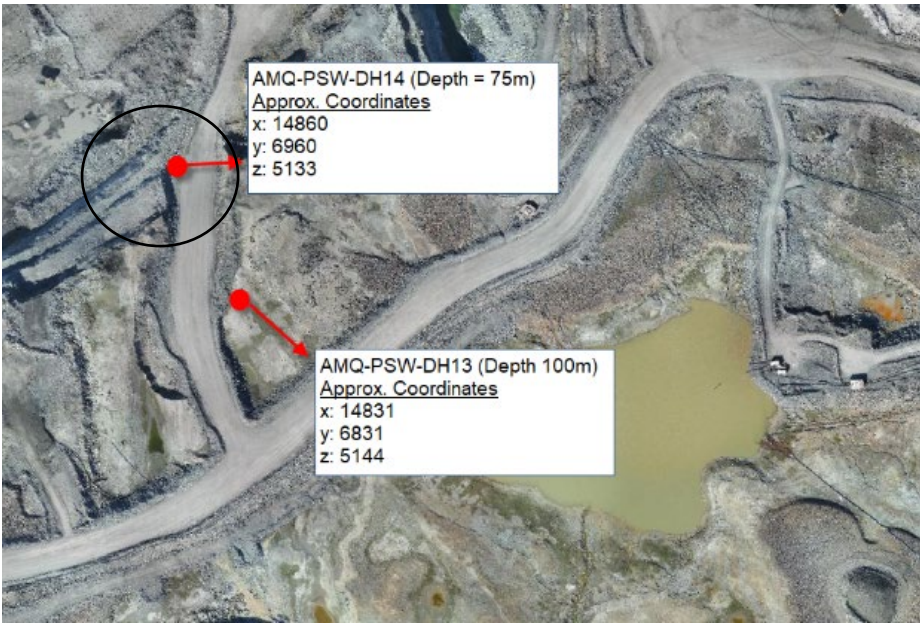 AMQ-PSW-DH14 (Depth = 75m)
Approx. Coordinates
x: 14860
y: 6960
z: 5133
AMQ-PSW-DH13 (Depth 100m)
Approx. Coordinates
x: 14831
y: 6831
z: 5144